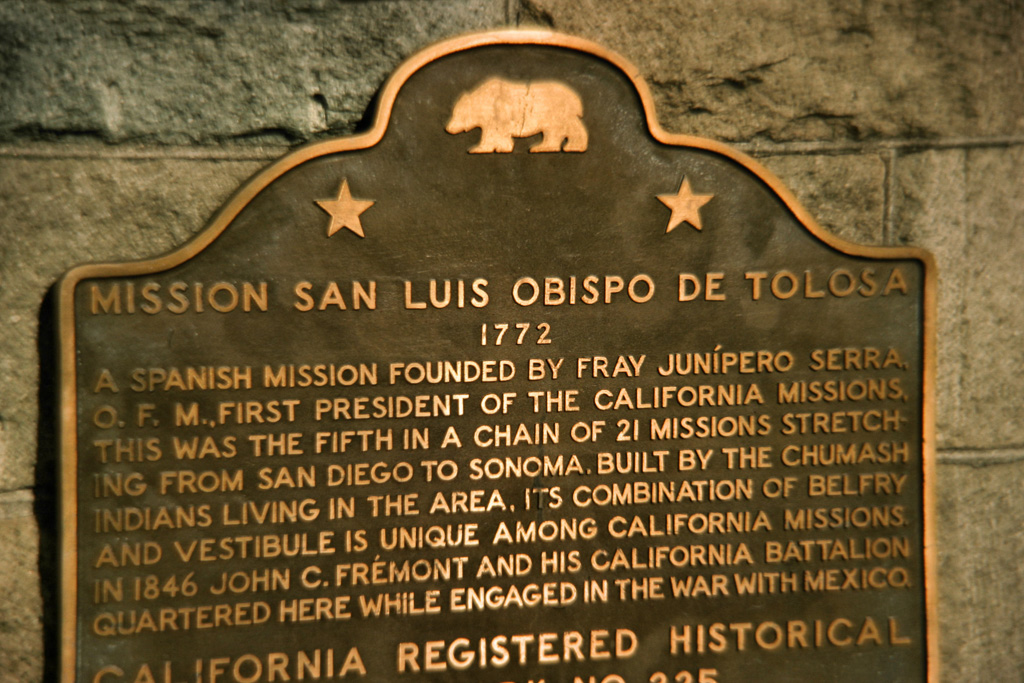 MISSION SAN LUIS OBISPO DE TOLOSA
1772
A SPANISH MISSION FOUNDED BY FRAY JUNÍPERO SERRA,
O. F. M., FIRST PRESIDENT OF THE CALIFORNIA MISSIONS,
THIS WAS THE FIFTH IN A CHAIN OF 21 MISSIONS STRETCH-
ING FROM SAN DIEGO TO SONOMA. BUILT BY THE CHUMASH
INDIANS LIVING IN THE AREA, ITS COMBINATION OF BELFRY
AND VESTIBULE IS UNIQUE AMONG CALIFORNIA MISSIONS.
IN 1846 JOHN C. FRÉMONT AND HIS CALIFORNIA BATTALION
QUARTERED HERE WHILE ENGAGED IN THE WAR WITH MEXICO.
CALIFORNIA REGISTERED HISTORICAL
NO. 325